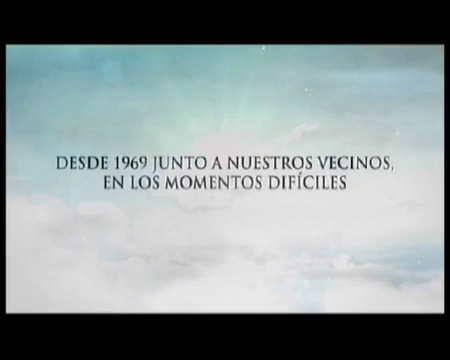 DESDE 1969 JUNTO A NUESTROS VECINOS,
EN LOS MOMENTOS DIFÍCILES